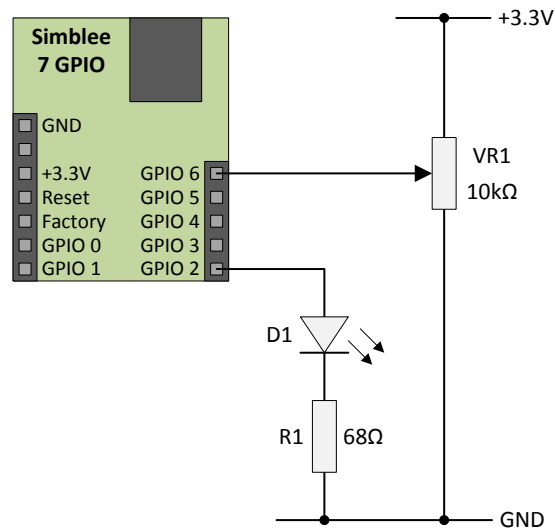 Simblee
7 GPIO
+3.3V
GND
+3.3V
Reset
Factory
GPIO 0
GPIO 1
GPIO 6
GPIO 5
GPIO 4
GPIO 3
GPIO 2
VR1
10kΩ
D1
R1
68Ω
GND